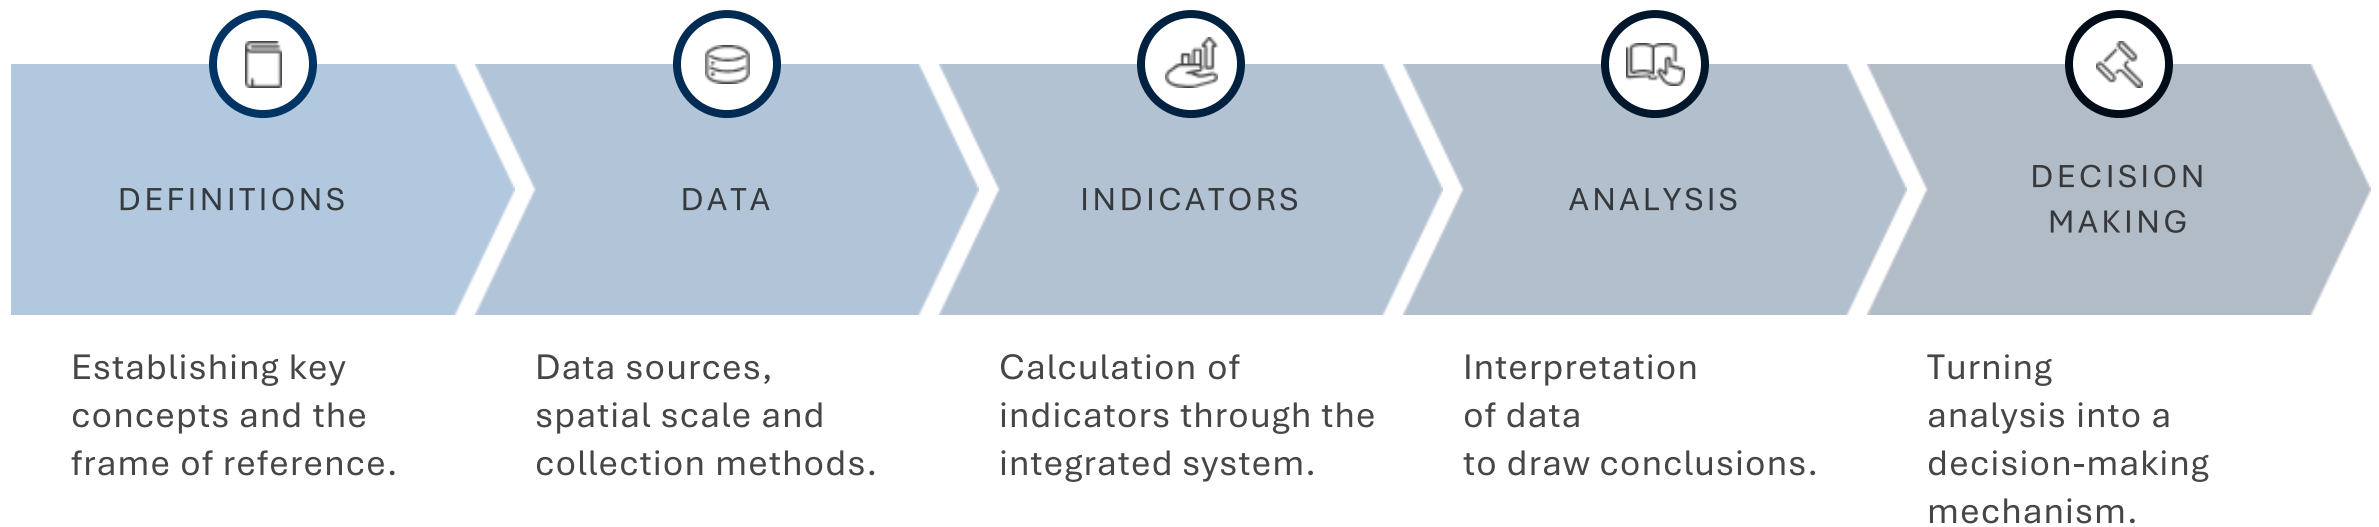 DEFINITIONS
Establishing key
concepts and the
frame of reference.
DATA
Data sources,
spatial scale and
collection methods.
INDICATORS
Calculation of
indicators through the
integrated system.
ANALYSIS
Interpretation
of data
to draw conclusions.
DECISION
MAKING
Turning
analysis into a
decision-making
mechanism.